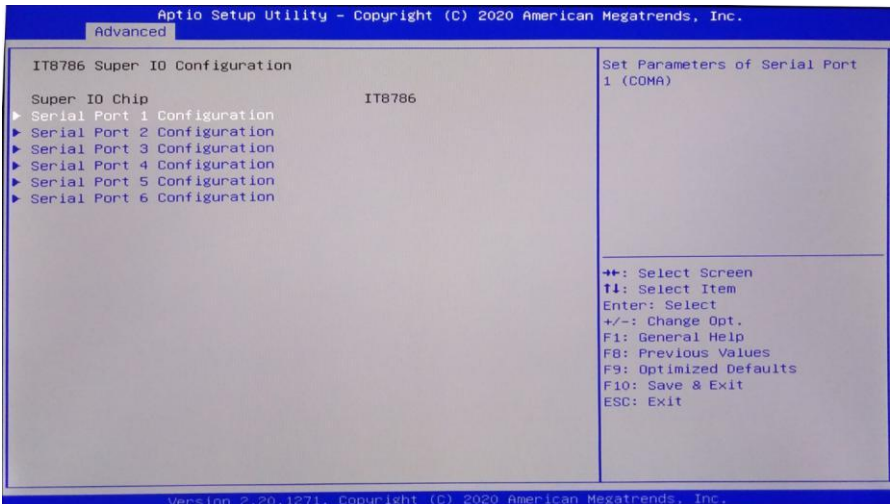 Aptio Setup Utility – Copyright (C) 2020 American Megatrends, Inc.
Advanced
IT8786 Super IO Configuration
Super IO Chip IT8786
▶ Serial Port 1 Configuration
▶ Serial Port 2 Configuration
▶ Serial Port 3 Configuration
▶ Serial Port 4 Configuration
▶ Serial Port 5 Configuration
▶ Serial Port 6 Configuration
Set Parameters of Serial Port
1 (COMA)
→←: Select Screen
↑↓: Select Item
Enter: Select
+/-: Change Opt.
F1: General Help
F8: Previous Values
F9: Optimized Defaults
F10: Save & Exit
ESC: Exit
Version 2.20.1271. Copyright (C) 2020 American Megatrends, Inc.